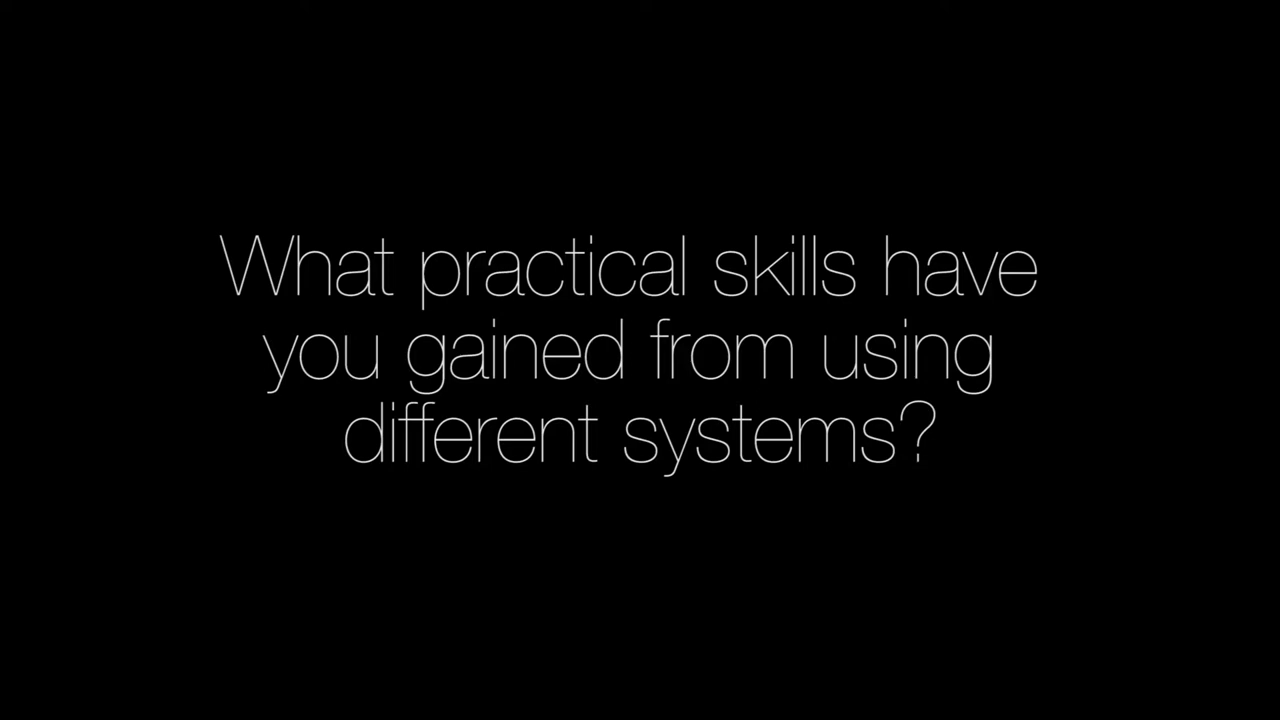 What practical skills have
you gained from using
different systems?